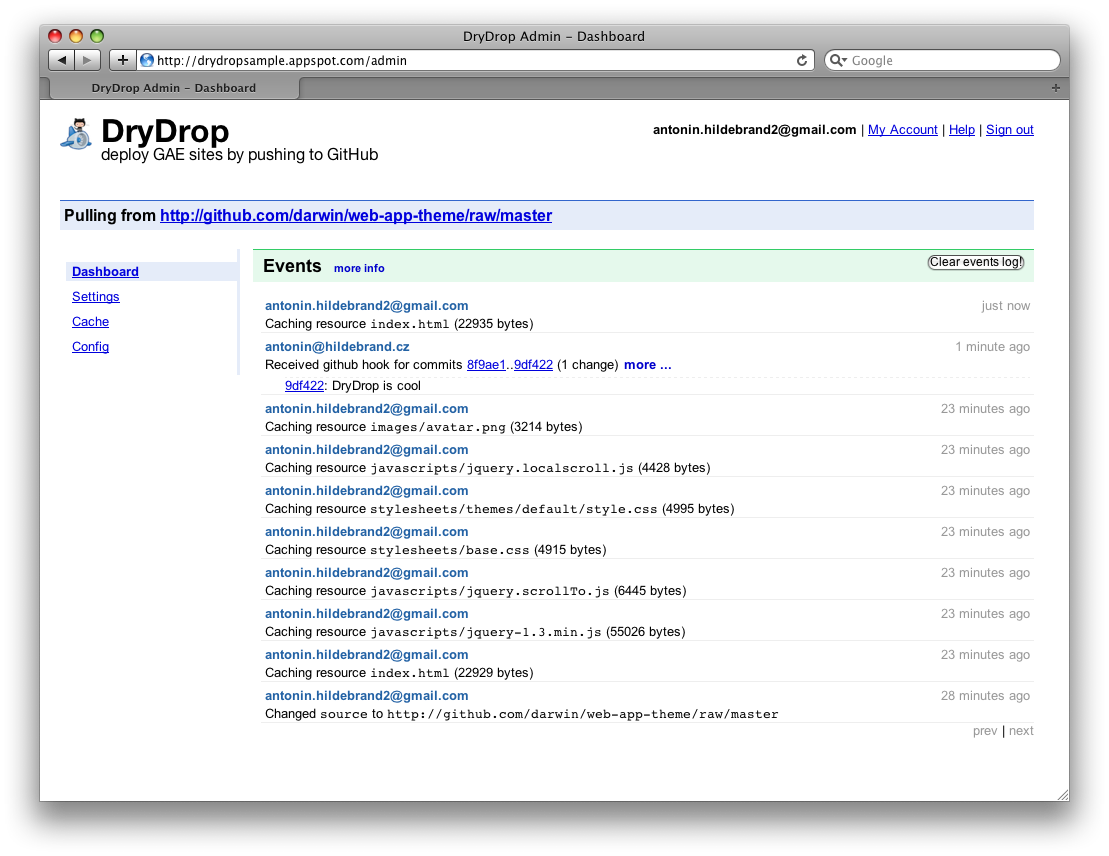 DryDrop Admin – Dashboard
http://drydropsample.appspot.com/admin
Google
DryDrop Admin – Dashboard
DryDrop
deploy GAE sites by pushing to GitHub
antonin.hildebrand2@gmail.com | My Account | Help | Sign out
Pulling from http://github.com/darwin/web-app-theme/raw/master
Dashboard
Settings
Cache
Config
Events more info
Clear events log!
antonin.hildebrand2@gmail.com just now
Caching resource index.html (22935 bytes)
antonin@hildebrand.cz 1 minute ago
Received github hook for commits 8f9ae1..9df422 (1 change) more ...
9df422: DryDrop is cool
antonin.hildebrand2@gmail.com 23 minutes ago
Caching resource images/avatar.png (3214 bytes)
antonin.hildebrand2@gmail.com 23 minutes ago
Caching resource javascripts/jquery.localscroll.js (4428 bytes)
antonin.hildebrand2@gmail.com 23 minutes ago
Caching resource stylesheets/themes/default/style.css (4995 bytes)
antonin.hildebrand2@gmail.com 23 minutes ago
Caching resource stylesheets/base.css (4915 bytes)
antonin.hildebrand2@gmail.com 23 minutes ago
Caching resource javascripts/jquery.scrollTo.js (6445 bytes)
antonin.hildebrand2@gmail.com 23 minutes ago
Caching resource javascripts/jquery-1.3.min.js (55026 bytes)
antonin.hildebrand2@gmail.com 23 minutes ago
Caching resource index.html (22929 bytes)
antonin.hildebrand2@gmail.com 28 minutes ago
Changed source to http://github.com/darwin/web-app-theme/raw/master
prev | next